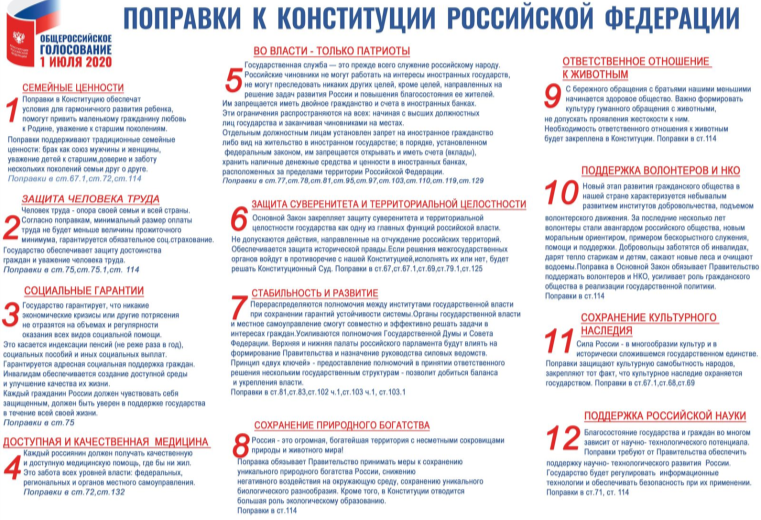 ПОПРАВКИ К КОНСТИТУЦИИ РОССИЙСКОЙ ФЕДЕРАЦИИ
ОБЩЕРОССИЙСКОЕ
ГОЛОСОВАНИЕ
1 ИЮЛЯ 2020
СЕМЕЙНЫЕ ЦЕННОСТИ
1
Поправки в Конституцию обеспечат
условия для гармоничного развития ребенка,
помогут привить маленькому гражданину любовь
к Родине, уважение к старшим поколениям.
Поправки поддерживают традиционные семейные
ценности: брак как союз мужчины и женщины,
уважение детей к старшим,доверие и заботу
нескольких поколений семьи друг о друге.
Поправки в ст.67.1,ст.72,ст.114
ЗАЩИТА ЧЕЛОВЕКА ТРУДА
2
Человек труда - опора своей семьи и всей страны.
Согласно поправкам, минимальный размер оплаты
труда не будет меньше величины прожиточного
минимума, гарантируется обязательное соц.страхование.
Государство обеспечивает защиту достоинства
граждан и уважение человека труда.
Поправки в ст.75,ст.75.1, ст. 114
СОЦИАЛЬНЫЕ ГАРАНТИИ
3
Государство гарантирует, что никакие
экономические кризисы или другие потрясения
не отразятся на объемах и регулярности
оказания всех видов социальной помощи.
Это касается индексации пенсий (не реже раза в год),
социальных пособий и иных социальных выплат.
Гарантируется адресная социальная поддержка граждан.
Инвалидам обеспечивается создание доступной среды
и улучшение качества их жизни.
Каждый гражданин России должен чувствовать себя
защищенным, должен быть уверен в поддержке государства
в течение всей своей жизни.
Поправки в ст.75
ДОСТУПНАЯ И КАЧЕСТВЕННАЯ МЕДИЦИНА
4
Каждый россиянин должен получать качественную
и доступную медицинскую помощь, где бы ни жил.
Это забота всех уровней власти: федеральных,
региональных и органов местного самоуправления.
Поправки в ст.72,ст.132
ВО ВЛАСТИ - ТОЛЬКО ПАТРИОТЫ
5
Государственная служба — это прежде всего служение российскому народу.
Российские чиновники не могут работать на интересы иностранных государств,
не могут преследовать никаких других целей, кроме целей, направленных на
решение задач развития России и повышения благосостояния ее жителей.
Им запрещается иметь двойное гражданство и счета в иностранных банках.
Эти ограничения распространяются на всех: начиная с высших должностных
лиц государства и заканчивая чиновниками на местах.
Отдельным должностным лицам установлен запрет на иностранное гражданство
либо вид на жительство в иностранном государстве; в порядке, установленном
федеральным законом, им запрещается открывать и иметь счета (вклады),
хранить наличные денежные средства и ценности в иностранных банках,
расположенных за пределами территории Российской Федерации.
Поправки в ст.77,ст.78,ст.81,ст.95,ст.97,ст.103,ст.110,ст.119,ст.129
ЗАЩИТА СУВЕРЕНИТЕТА И ТЕРРИТОРИАЛЬНОЙ ЦЕЛОСТНОСТИ
6
Основной Закон закрепляет защиту суверенитета и территориальной
целостности государства как одну из главных функций российской власти.
Не допускаются действия, направленные на отчуждение российских территорий.
Обеспечивается защита исторической правды.Если решения межгосударственных
органов войдут в противоречие с нашей Конституцией,исполнять их или нет, будет
решать Конституционный Суд. Поправки в ст.67,ст.67.1,ст.69,ст.79.1,ст.125
СТАБИЛЬНОСТЬ И РАЗВИТИЕ
7
Перераспределяются полномочия между институтами государственной власти
при сохранении гарантий устойчивости системы.Органы государственной власти
и местное самоуправление смогут совместно и эффективно решать задачи в
интересах граждан.Усиливаются полномочия Государственной Думы и Совета
Федерации. Верхняя и нижняя палаты российского парламента будут влиять на
формирование Правительства и назначение руководства силовых ведомств.
Принцип «двух ключей» - предоставление полномочий в принятии ответственного
решения нескольким государственным структурам - позволит добиться баланса
и укрепления власти.
Поправки в ст.81,ст.83,ст.102 ч.1,ст.103 ч.1, ст.103.1
СОХРАНЕНИЕ ПРИРОДНОГО БОГАТСТВА
8
Россия - это огромная, богатейшая территория с несметными сокровищами
природы и животного мира!
Поправка обязывает Правительство принимать меры к сохранению
уникального природного богатства России, снижению
негативного воздействия на окружающую среду, сохранению уникального
биологического разнообразия. Кроме того, в Конституции отводится
большая роль экологическому образованию.
Поправки в ст.114
ОТВЕТСТВЕННОЕ ОТНОШЕНИЕ
К ЖИВОТНЫМ
9
С бережного обращения с братьями нашими меньшими
начинается здоровое общество. Важно формировать
культуру гуманного обращения с животными,
не допускать проявления жестокости к ним.
Необходимость ответственного отношения к животным
будет закреплена в Конституции. Поправки в ст.114
ПОДДЕРЖКА ВОЛОНТЕРОВ И НКО
10
Новый этап развития гражданского общества в
нашей стране характеризуется небывалым
развитием институтов добровольчества, подъемом
волонтерского движения. За последние несколько лет
волонтеры стали авангардом российского общества, новым
моральным ориентиром, примером бескорыстного служения,
помощи и поддержки. Добровольцы заботятся об инвалидах,
дарят тепло старикам и детям, сажают новые леса и очищают
водоемы.Поправка в Основной Закон обязывает Правительство
поддержать волонтеров и НКО, усиливает роль гражданского
общества в реализации государственной политики.
Поправки в ст.114
СОХРАНЕНИЕ КУЛЬТУРНОГО
НАСЛЕДИЯ
11
Сила России - в многообразии культур и в
исторически сложившемся государственном единстве.
Поправки защищают культурную самобытность народов,
закрепляют тот факт, что культурное наследие охраняется
государством. Поправки в ст.67.1,ст.68,ст.69
ПОДДЕРЖКА РОССИЙСКОЙ НАУКИ
12
Благосостояние государства и граждан во многом
зависит от научно- технологического потенциала.
Поправки требуют от Правительства обеспечить
поддержку научно- технологического развития России.
Государство будет регулировать информационные
технологии и обеспечивать безопасность при их применении.
Поправки в ст.71, ст. 114